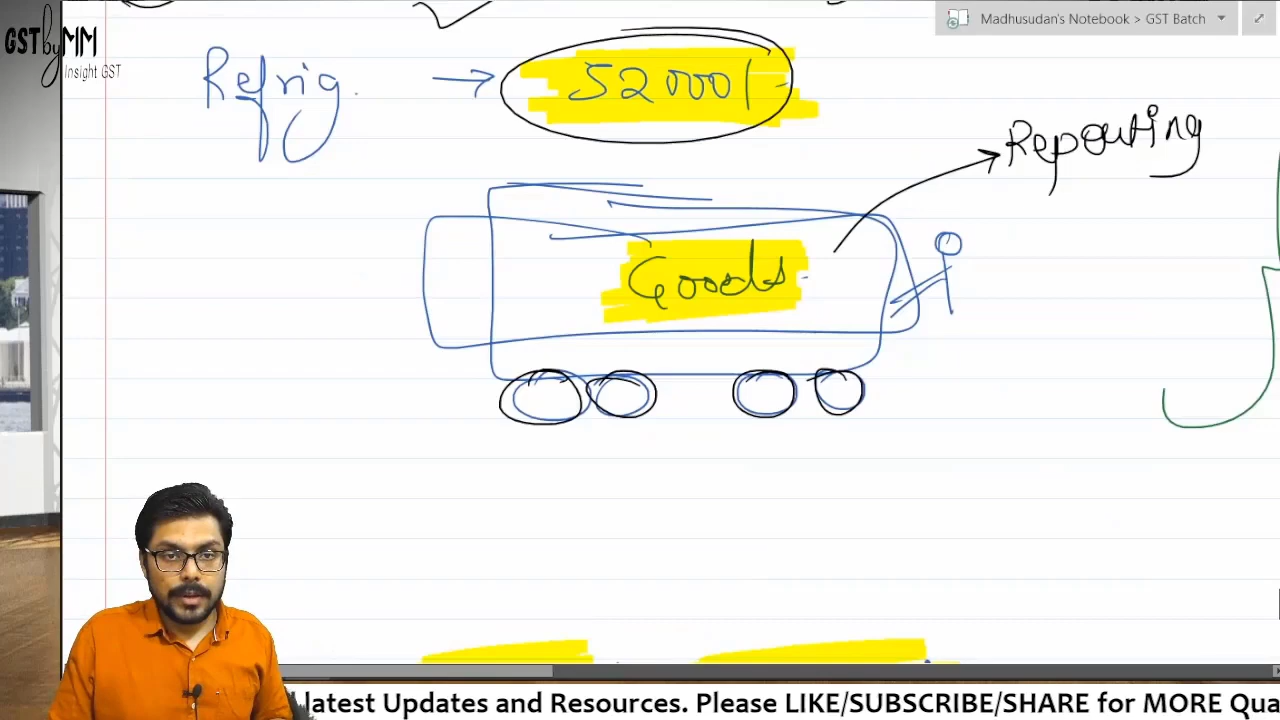 GST by MM
Insight GST
Madhusudan's Notebook > GST Batch
Refrig. → 52000/-
Reporting
Goods
latest Updates and Resources. Please LIKE/SUBSCRIBE/SHARE for MORE Qua